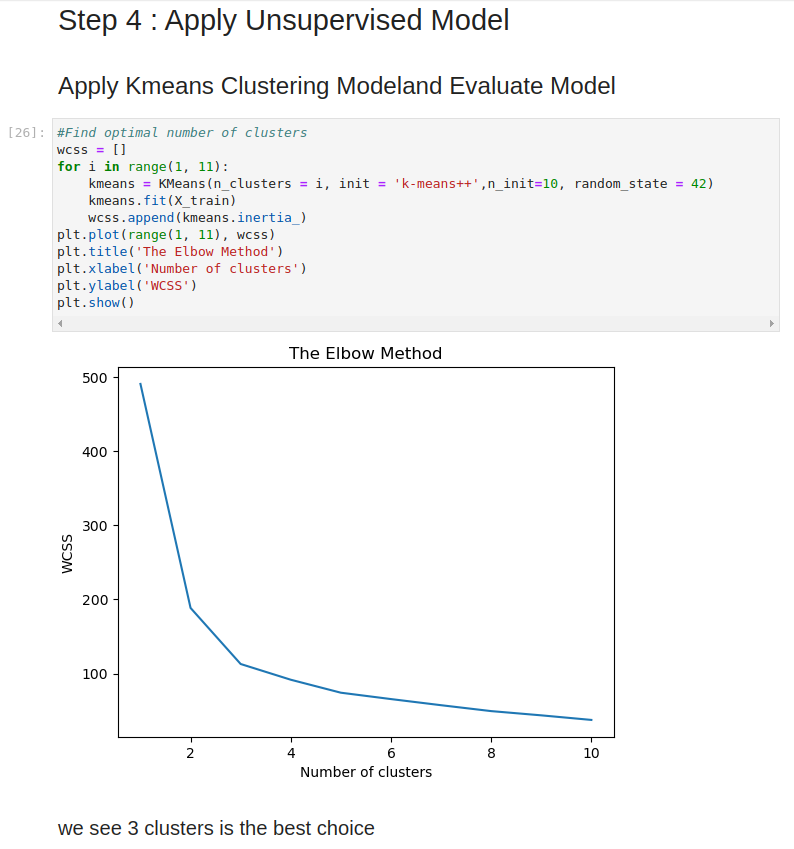 Step 4 : Apply Unsupervised Model
Apply Kmeans Clustering Modeland Evaluate Model
[26]:
#Find optimal number of clusters
wcss = []
for i in range(1, 11):
    kmeans = KMeans(n_clusters = i, init = 'k-means++',n_init=10, random_state = 42)
    kmeans.fit(X_train)
    wcss.append(kmeans.inertia_)
plt.plot(range(1, 11), wcss)
plt.title('The Elbow Method')
plt.xlabel('Number of clusters')
plt.ylabel('WCSS')
plt.show()
The Elbow Method
500
400
300
200
100
WCSS
2 4 6 8 10
Number of clusters
we see 3 clusters is the best choice